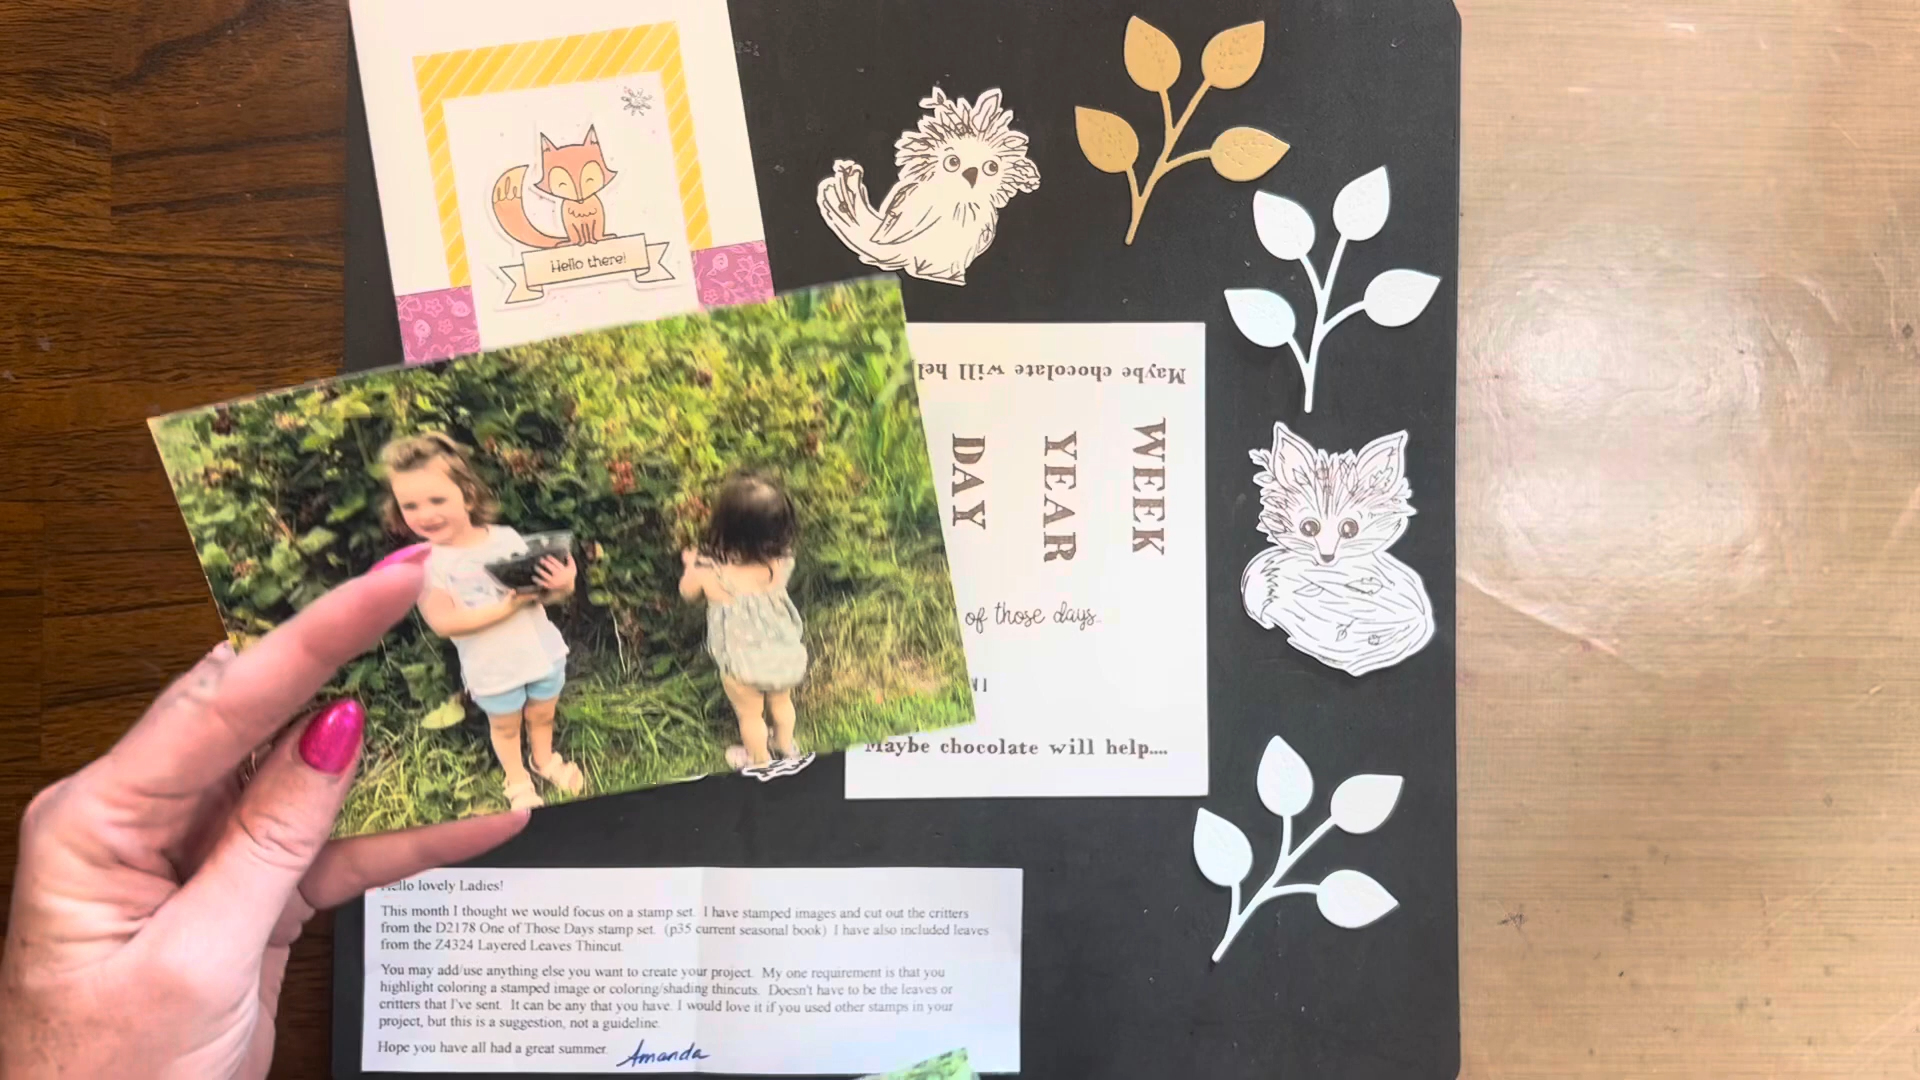 Hello there!
Maybe chocolate will
WEEK
YEAR
DAY
of those days..
Maybe chocolate will help....
Hello lovely Ladies!
This month I thought we would focus on a stamp set. I have stamped images and cut out the critters
from the D2178 One of Those Days stamp set. (p35 current seasonal book) I have also included leaves
from the Z4324 Layered Leaves Thincut.
You may add/use anything else you want to create your project. My one requirement is that you
highlight coloring a stamped image or coloring/shading thincuts. Doesn't have to be the leaves or
critters that I've sent. It can be any that you have. I would love it if you used other stamps in your
project, but this is a suggestion, not a guideline.
Hope you have all had a great summer.
Amanda